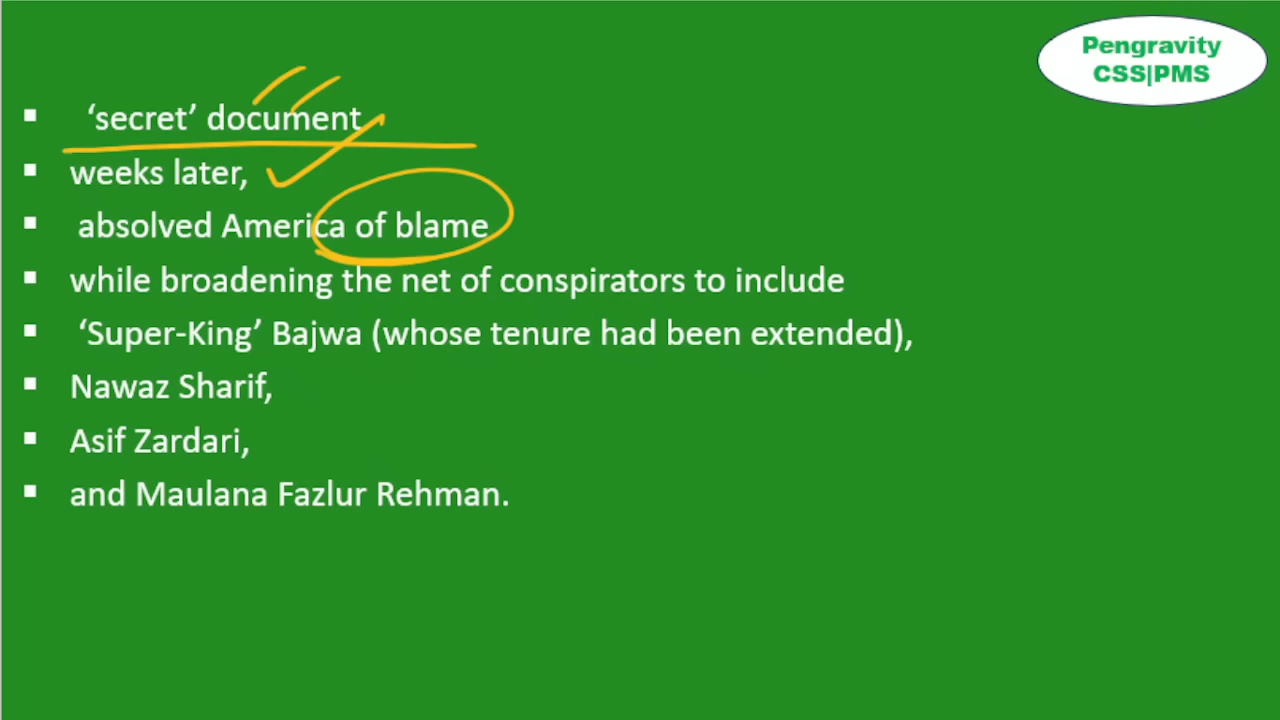 Pengravity
CSS|PMS
▪ ‘secret’ document
▪ weeks later,
▪ absolved America of blame
▪ while broadening the net of conspirators to include
▪ ‘Super-King’ Bajwa (whose tenure had been extended),
▪ Nawaz Sharif,
▪ Asif Zardari,
▪ and Maulana Fazlur Rehman.